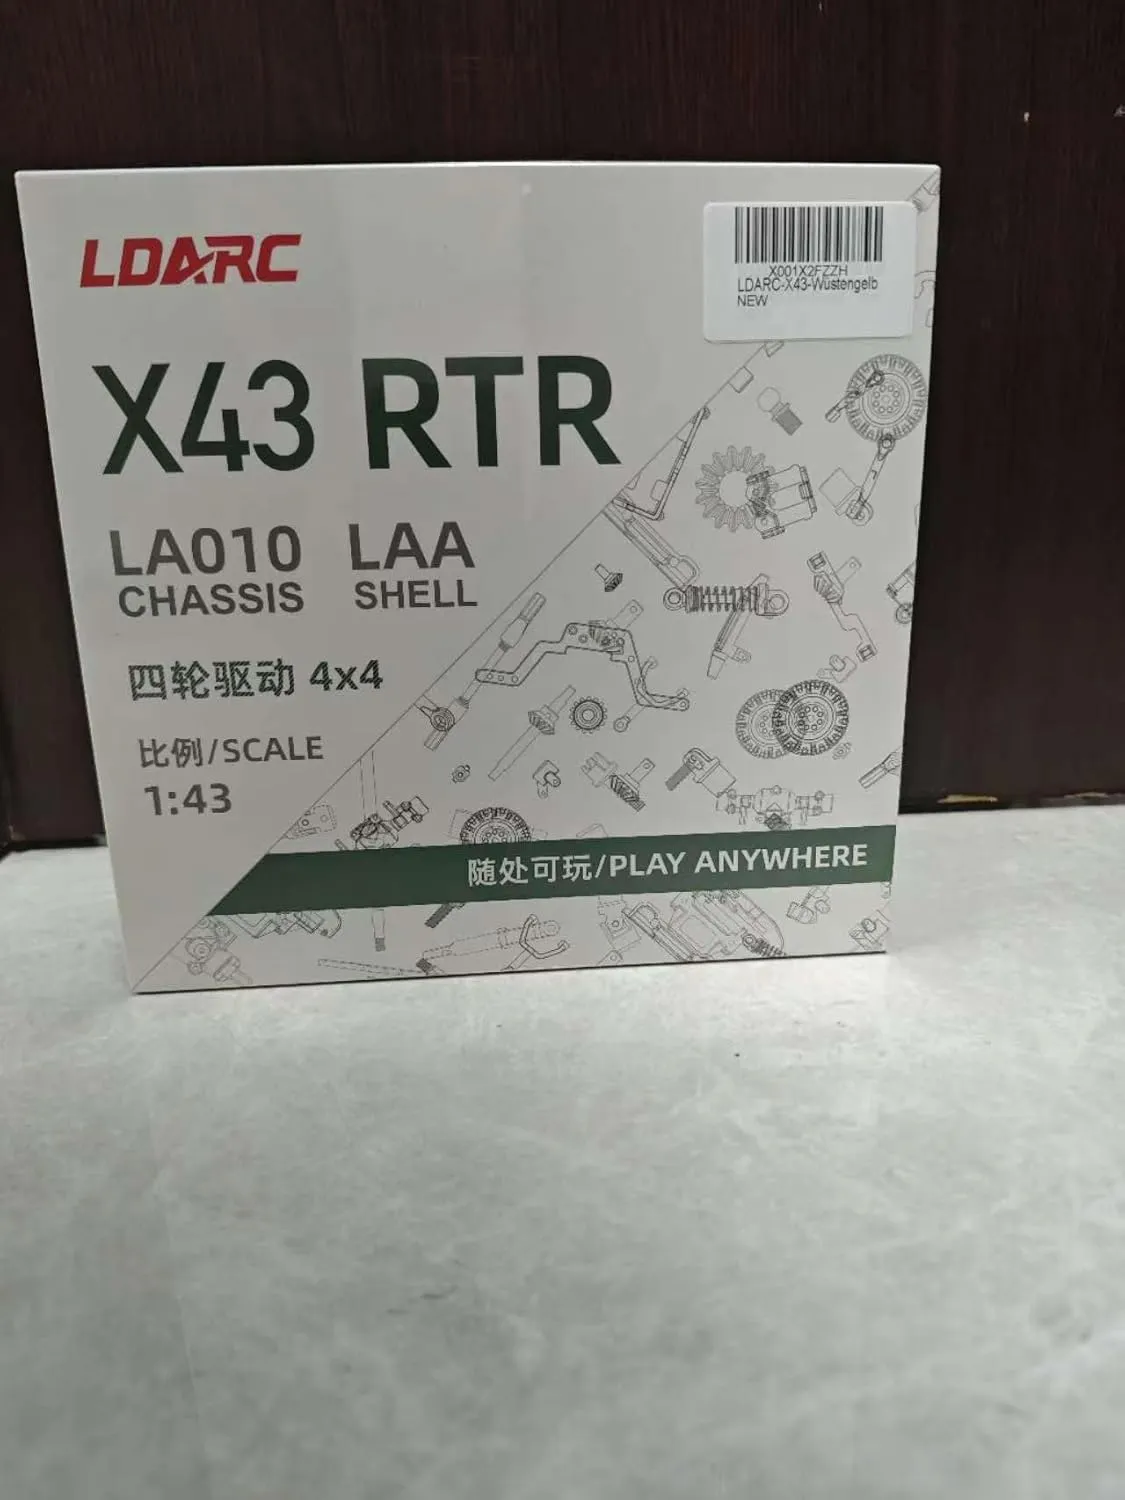 LDARC
X001X2FZZH
LDARC-X43-Wüstengelb
NEW
X43 RTR
LA010 LAA
CHASSIS SHELL
四轮驱动 4x4
比例/SCALE
1:43
随处可玩/PLAY ANYWHERE